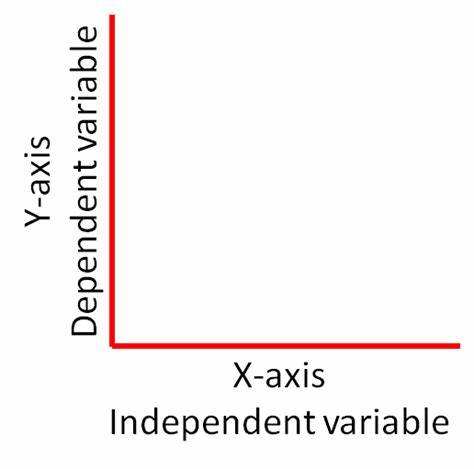 Y-axis
Dependent variable
X-axis
Independent variable